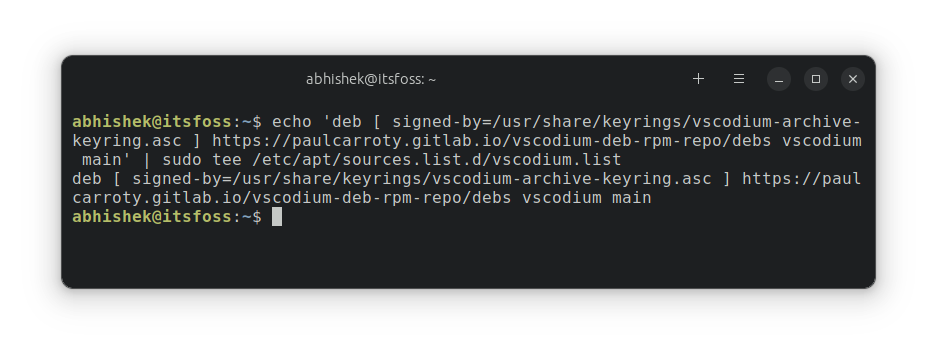 abhishek@itsfoss: ~
abhishek@itsfoss:~$ echo 'deb [ signed-by=/usr/share/keyrings/vscodium-archive-
keyring.asc ] https://paulcarroty.gitlab.io/vscodium-deb-rpm-repo/debs vscodium
 main' | sudo tee /etc/apt/sources.list.d/vscodium.list
deb [ signed-by=/usr/share/keyrings/vscodium-archive-keyring.asc ] https://paul
carroty.gitlab.io/vscodium-deb-rpm-repo/debs vscodium main
abhishek@itsfoss:~$